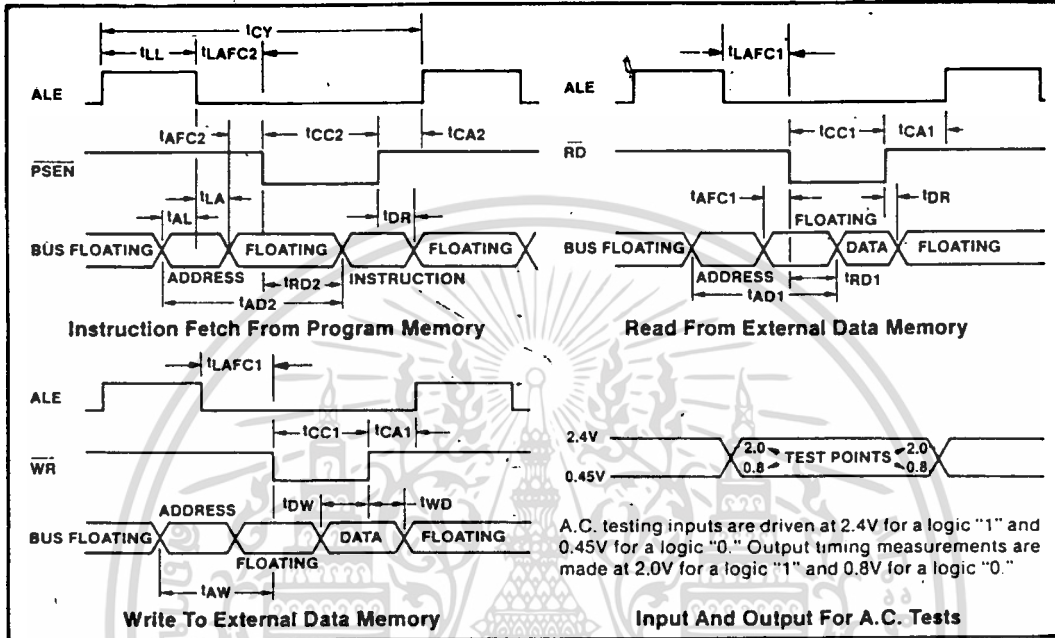 tCY
tLL tLAFC2
ALE
tAFC2 tCC2 tCA2
PSEN
tLA
tAL tDR
BUS FLOATING FLOATING FLOATING
ADDRESS tRD2 INSTRUCTION
tAD2
Instruction Fetch From Program Memory
tLAFC1
ALE
tCC1 tCA1
RD
tAFC1 FLOATING tDR
BUS FLOATING DATA FLOATING
ADDRESS tRD1
tAD1
Read From External Data Memory
tLAFC1
ALE
tCC1 tCA1
WR
tDW tWD
ADDRESS
BUS FLOATING DATA FLOATING
FLOATING
tAW
Write To External Data Memory
2.4V
2.0 TEST POINTS 2.0
0.8 0.8
0.45V
A.C. testing inputs are driven at 2.4V for a logic "1" and
0.45V for a logic "0." Output timing measurements are
made at 2.0V for a logic "1" and 0.8V for a logic "0."
Input And Output For A.C. Tests